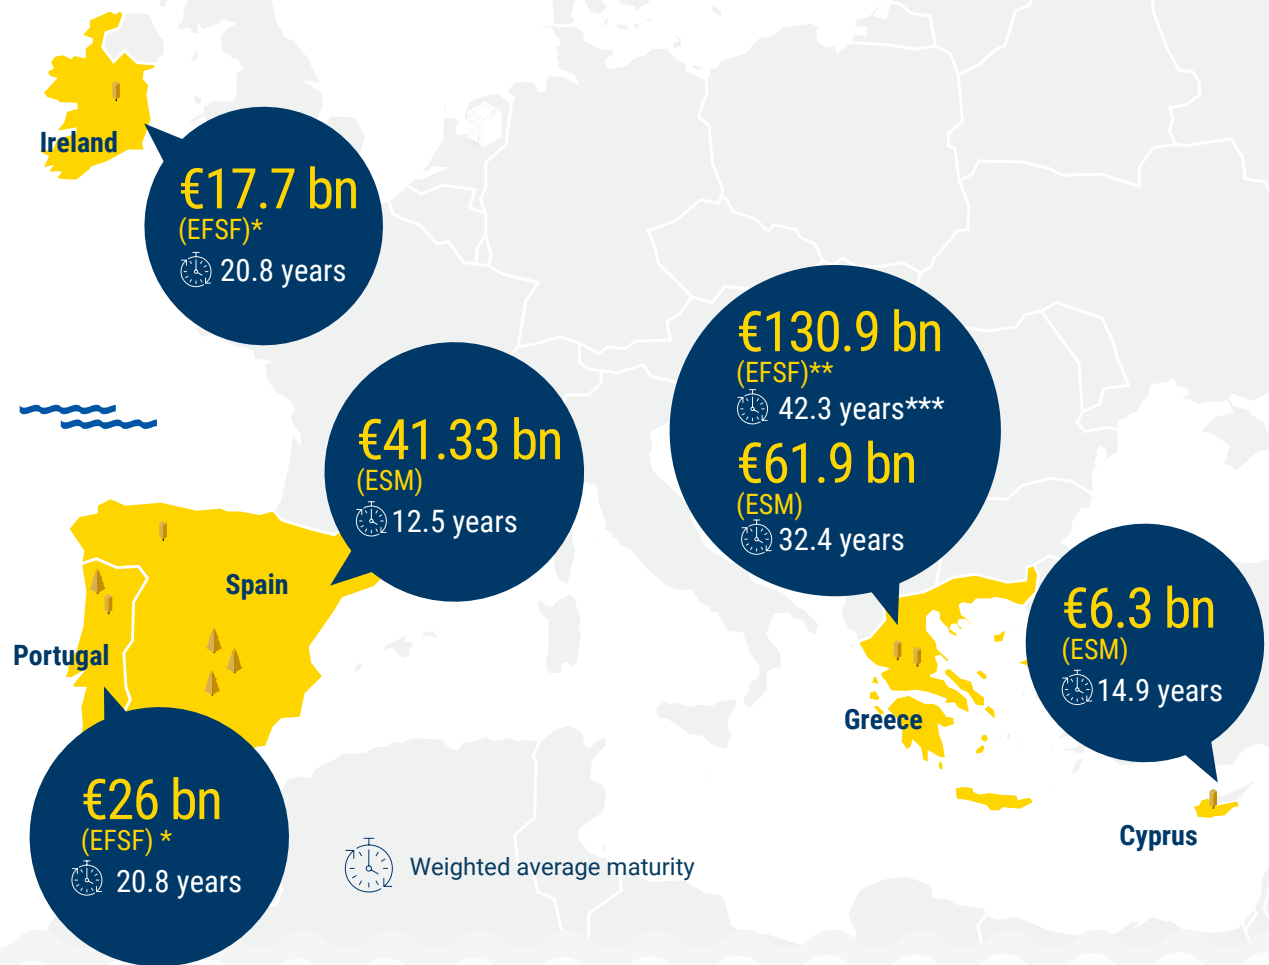 Ireland
€17.7 bn
(EFSF)*
20.8 years
€130.9 bn
(EFSF)**
42.3 years***
€61.9 bn
(ESM)
32.4 years
€41.33 bn
(ESM)
12.5 years
Spain
Portugal
€6.3 bn
(ESM)
14.9 years
Greece
Cyprus
€26 bn
(EFSF) *
20.8 years
Weighted average maturity